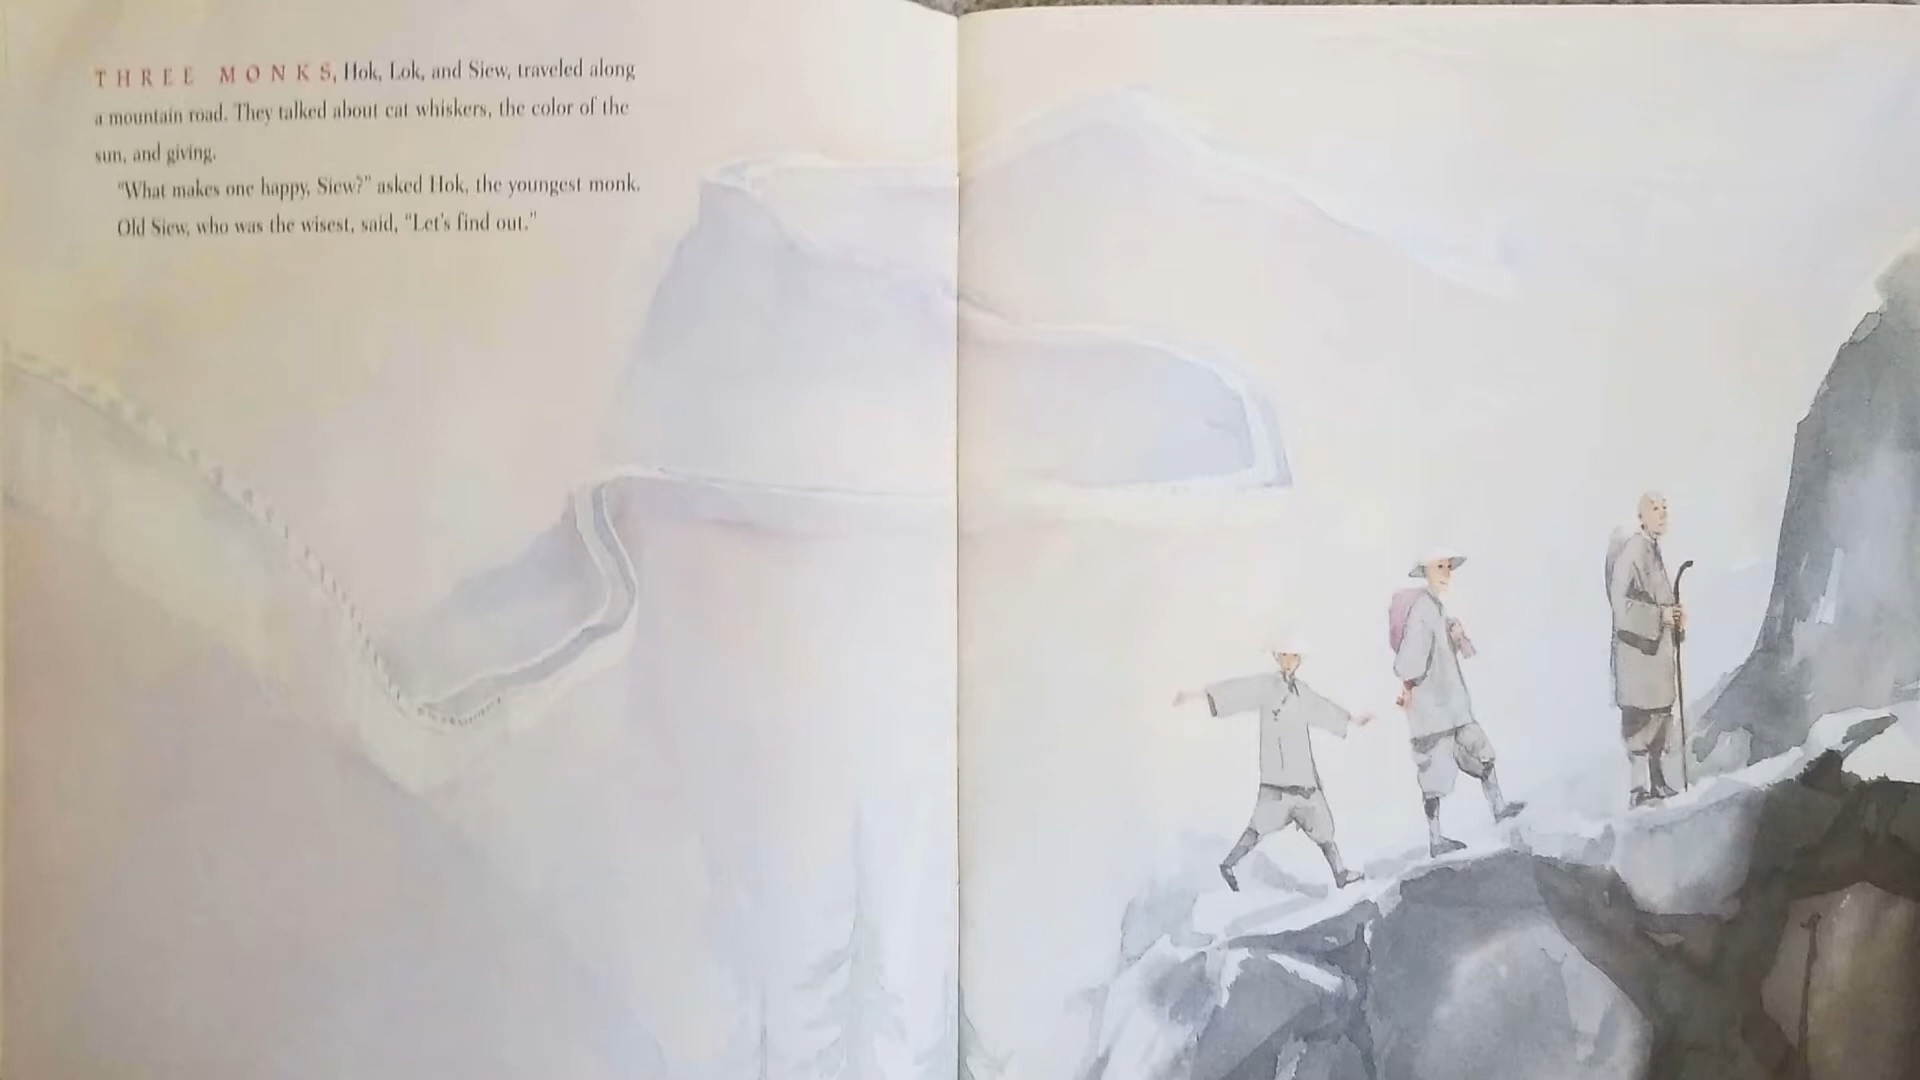 THREE MONKS, Hok, Lok, and Siew, traveled along
a mountain road. They talked about cat whiskers, the color of the
sun, and giving.
“What makes one happy, Siew?” asked Hok, the youngest monk.
Old Siew, who was the wisest, said, “Let’s find out.”